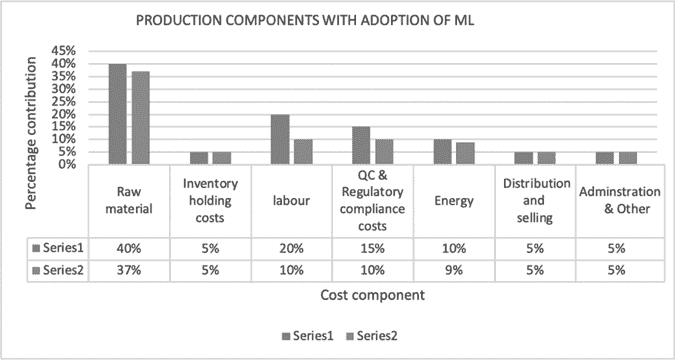 PRODUCTION COMPONENTS WITH ADOPTION OF ML
Percentage contribution
45%
40%
35%
30%
25%
20%
15%
10%
5%
0%
Raw material
Inventory holding costs
labour
QC & Regulatory compliance costs
Energy
Distribution and selling
Adminstration & Other
Series1 40% 5% 20% 15% 10% 5% 5%
Series2 37% 5% 10% 10% 9% 5% 5%
Cost component
Series1 Series2